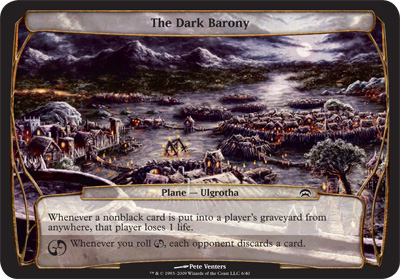 The Dark Barony
Plane — Ulgrotha
Whenever a nonblack card is put into a player's graveyard from
anywhere, that player loses 1 life.
Whenever you roll , each opponent discards a card.
Pete Venters
™ & © 1993–2009 Wizards of the Coast LLC 6/40